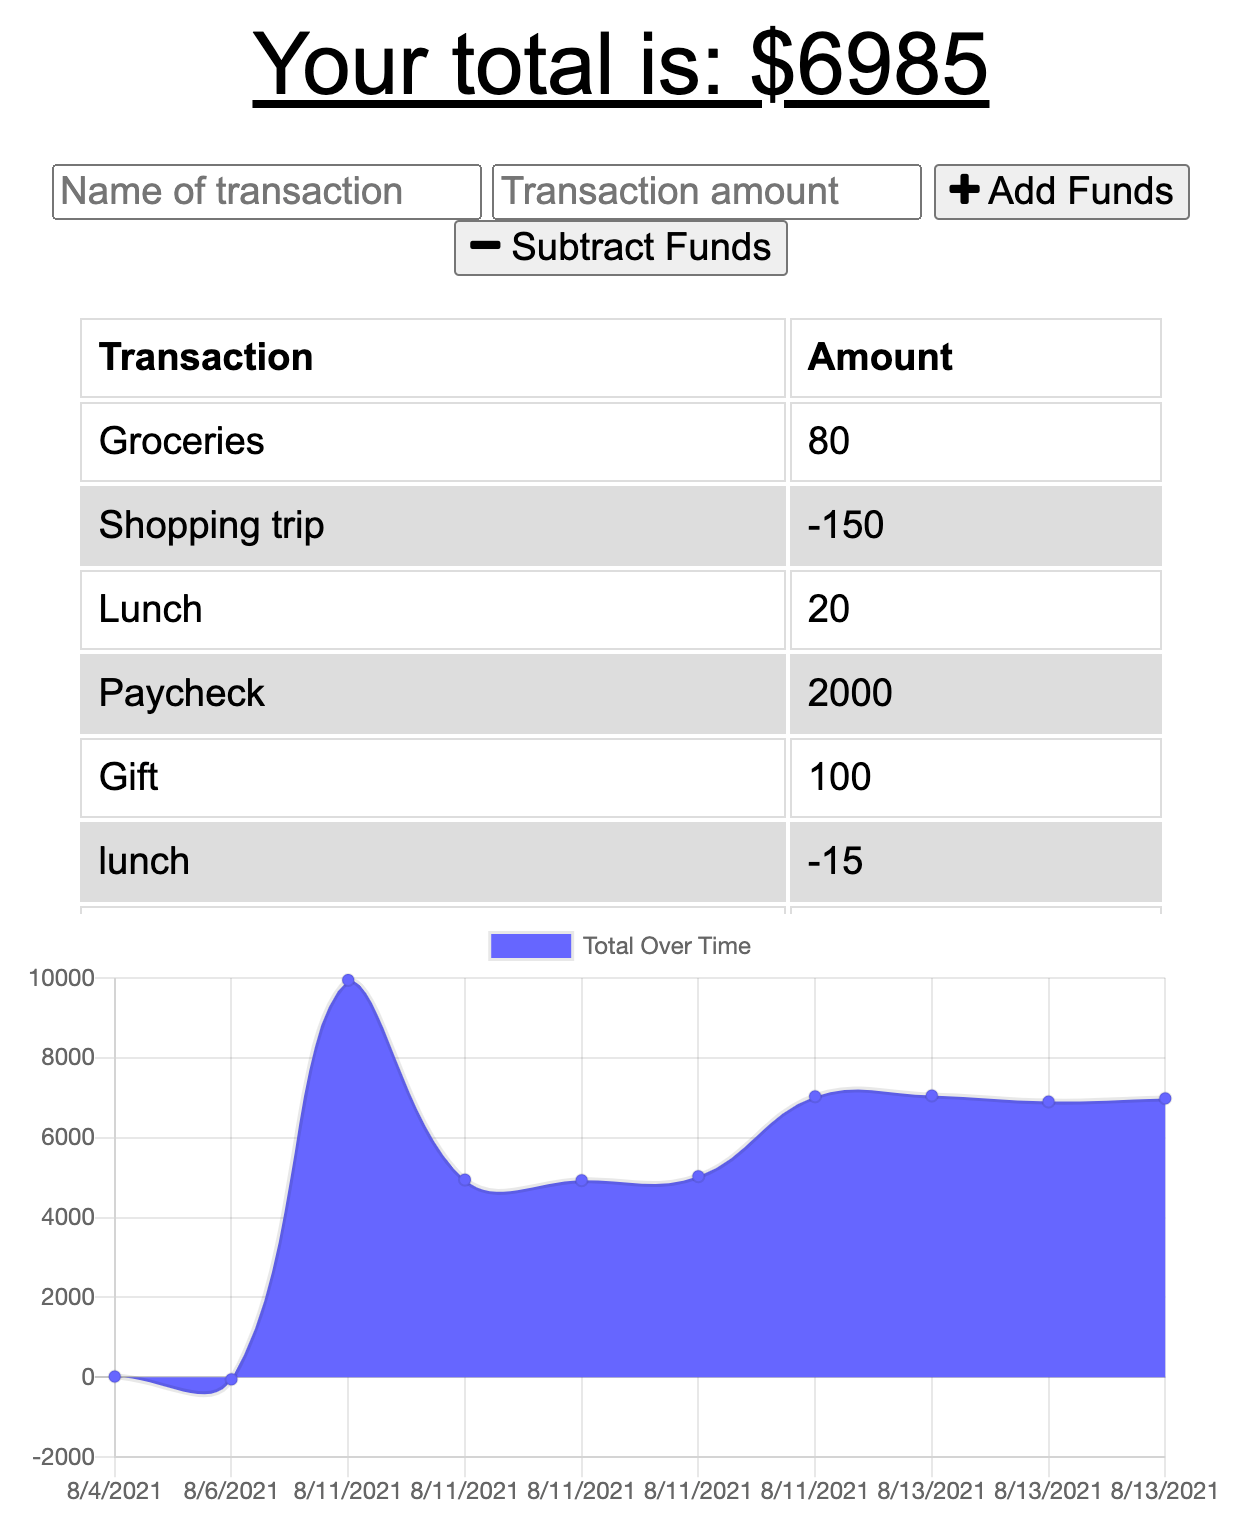 Your total is: $6985
Name of transaction Transaction amount Add Funds
Subtract Funds
Transaction Amount
Groceries 80
Shopping trip -150
Lunch 20
Paycheck 2000
Gift 100
lunch -15
Total Over Time
10000
8000
6000
4000
2000
0
-2000
8/4/2021 8/6/2021 8/11/2021 8/11/2021 8/11/2021 8/11/2021 8/11/2021 8/13/2021 8/13/2021 8/13/2021